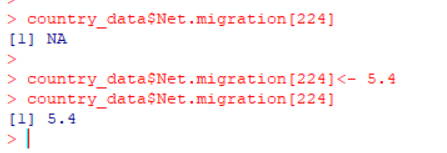 > country_data$Net.migration[224]
[1] NA
>
> country_data$Net.migration[224]<- 5.4
> country_data$Net.migration[224]
[1] 5.4
>